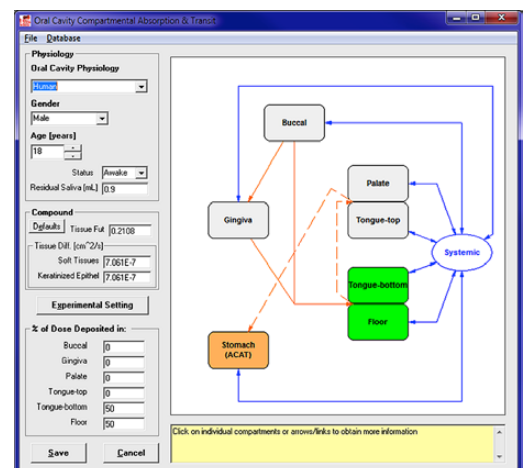 Oral Cavity Compartmental Absorption & Transit
File Database
Physiology
Oral Cavity Physiology
Human
Gender
Male
Age [years]
18
Status Awake
Residual Saliva [mL] 0.9
Compound
Defaults Tissue Fut 0.2108
Tissue Diff. [cm^2/s]
Soft Tissues 7.061E-7
Keratinized Epithel 7.061E-7
Experimental Setting
% of Dose Deposited in:
Buccal 0
Gingiva 0
Palate 0
Tongue-top 0
Tongue-bottom 50
Floor 50
Save Cancel
Buccal
Palate
Gingiva
Tongue-top
Systemic
Tongue-bottom
Floor
Stomach
(ACAT)
Click on individual compartments or arrows/links to obtain more information